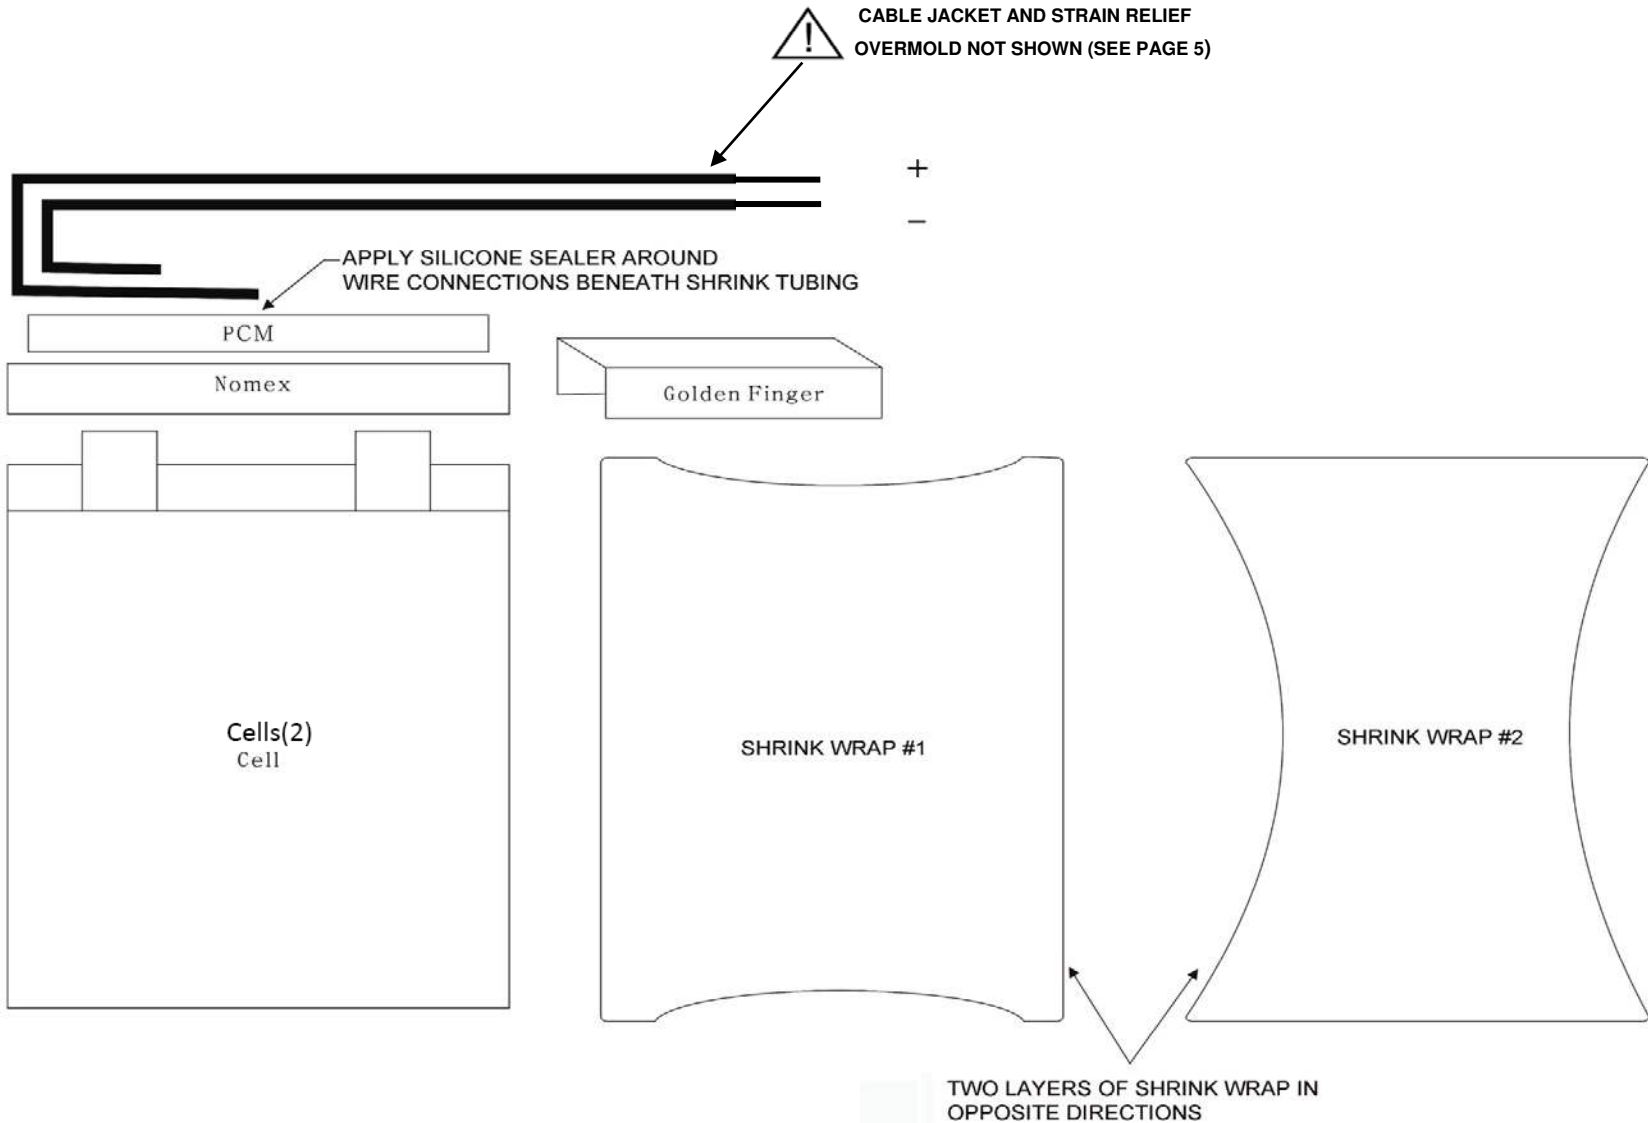 CABLE JACKET AND STRAIN RELIEF
OVERMOLD NOT SHOWN (SEE PAGE 5)
!
+
−
APPLY SILICONE SEALER AROUND
WIRE CONNECTIONS BENEATH SHRINK TUBING
PCM
Nomex
Golden Finger
Cells(2)
Cell
SHRINK WRAP #1
SHRINK WRAP #2
TWO LAYERS OF SHRINK WRAP IN
OPPOSITE DIRECTIONS